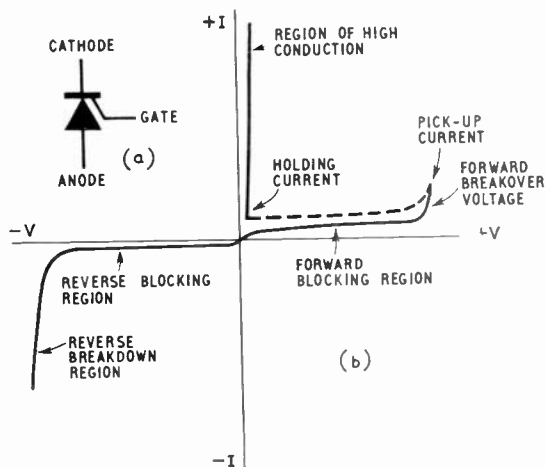 CATHODE
GATE
(a)
ANODE
+I
REGION OF HIGH
CONDUCTION
PICK-UP
CURRENT
HOLDING
CURRENT
FORWARD
BREAKOVER
VOLTAGE
-V
+V
REVERSE BLOCKING
REGION
FORWARD
BLOCKING REGION
REVERSE
BREAKDOWN
REGION
(b)
-I